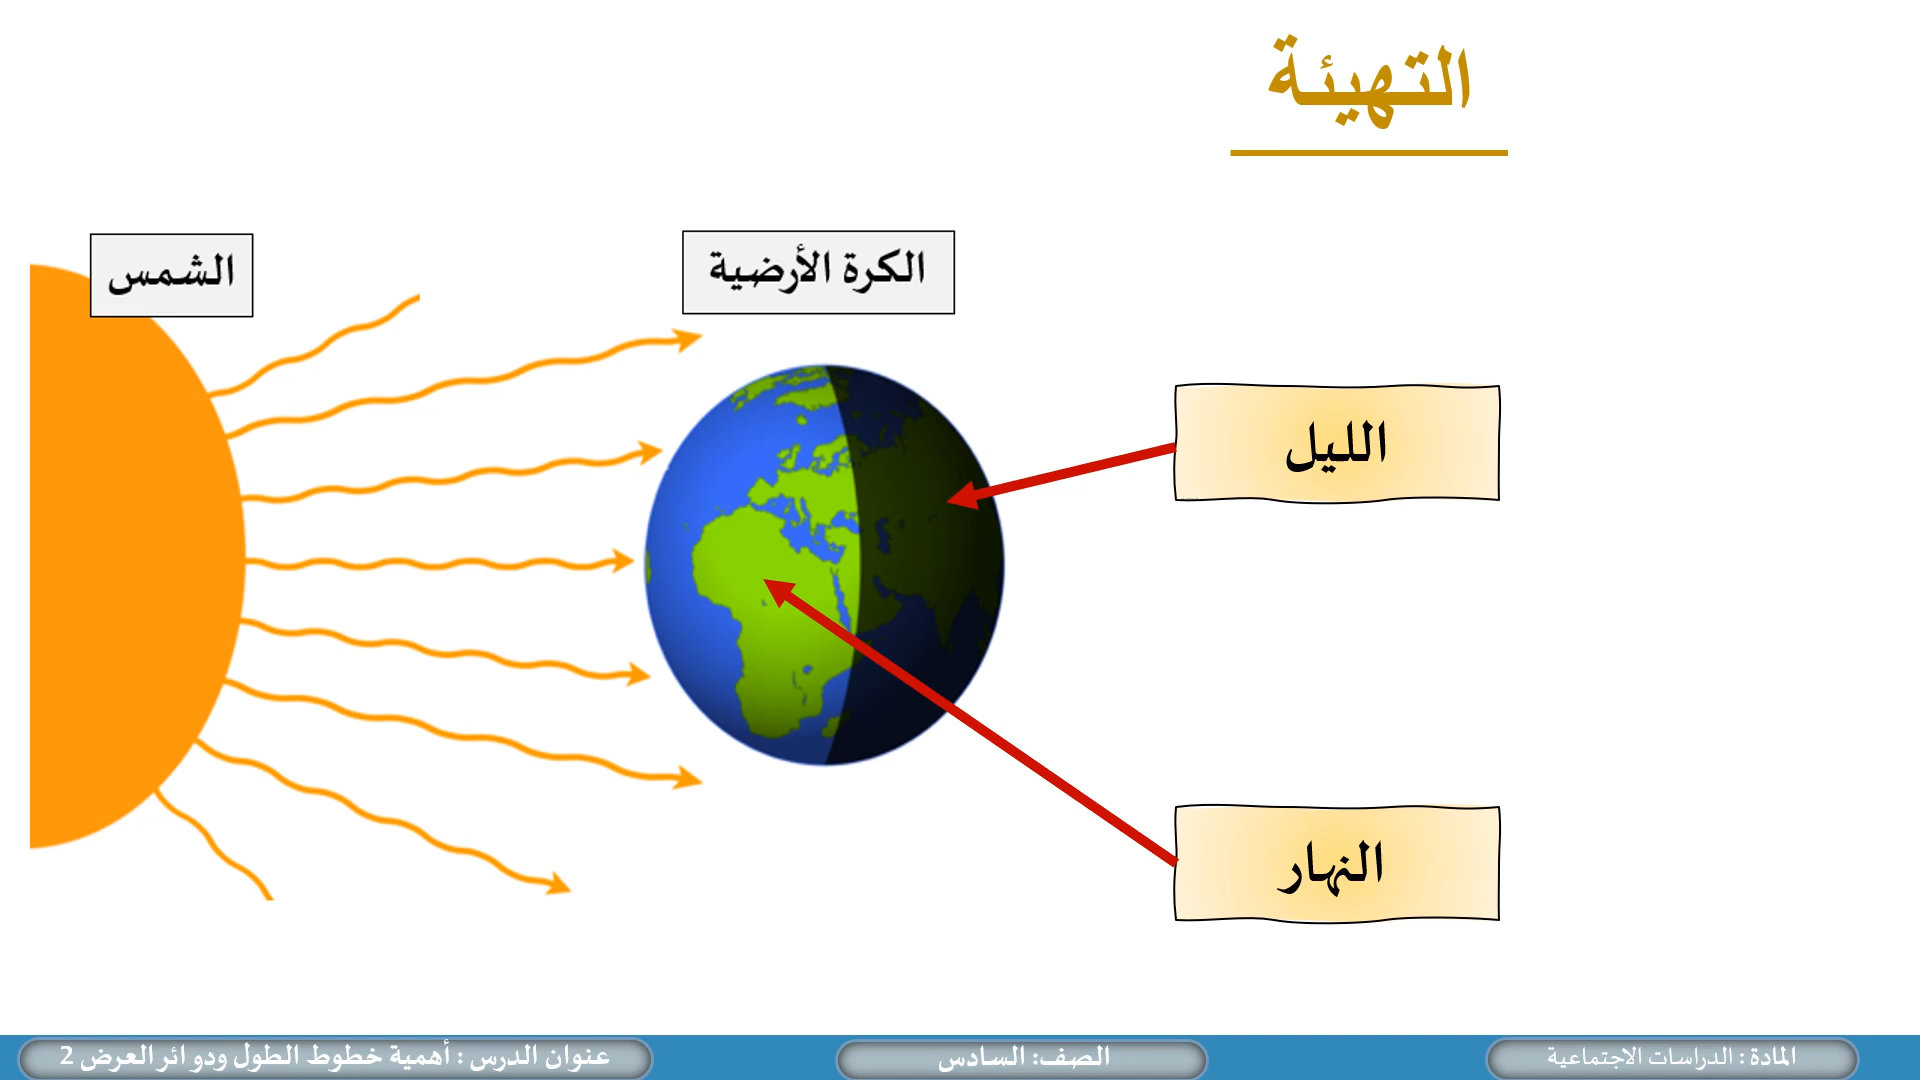 التهيئة
الكرة الأرضية
الشمس
الليل
النهار
المادة : الدراسات الاجتماعية
الصف: السادس
عنوان الدرس : أهمية خطوط الطول ودوائر العرض 2